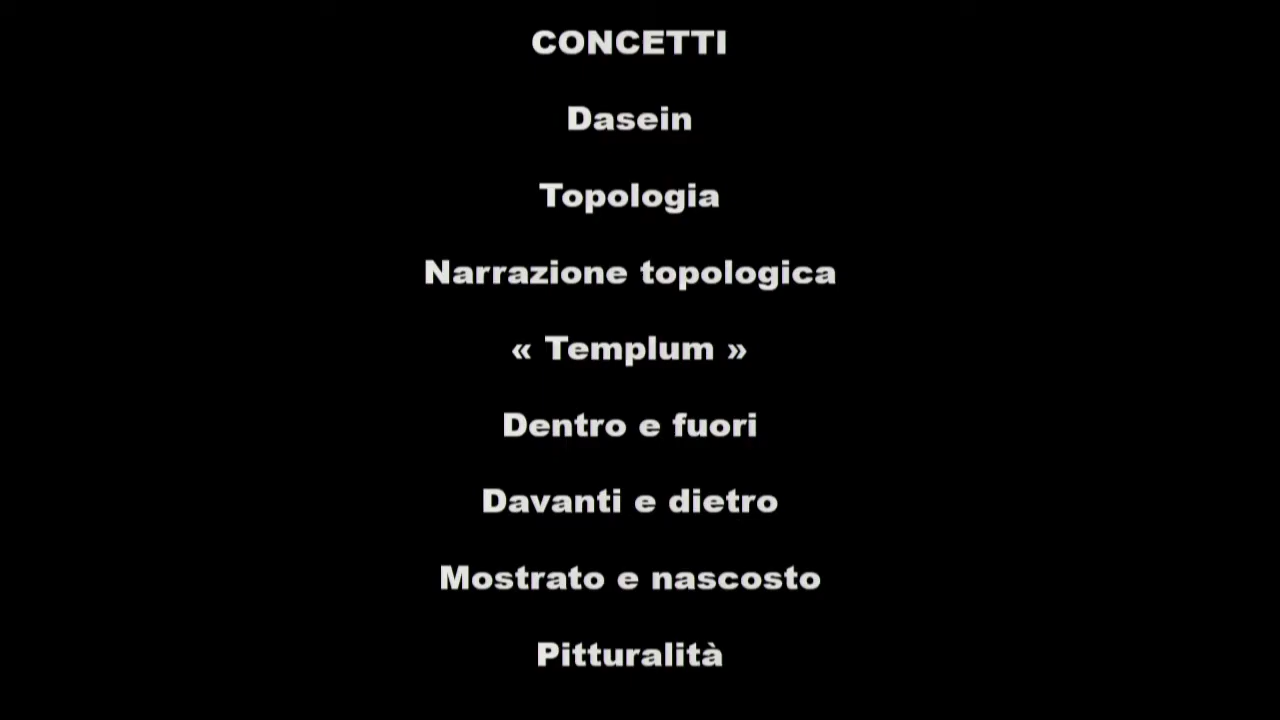 CONCETTI
Dasein
Topologia
Narrazione topologica
« Templum »
Dentro e fuori
Davanti e dietro
Mostrato e nascosto
Pitturalità